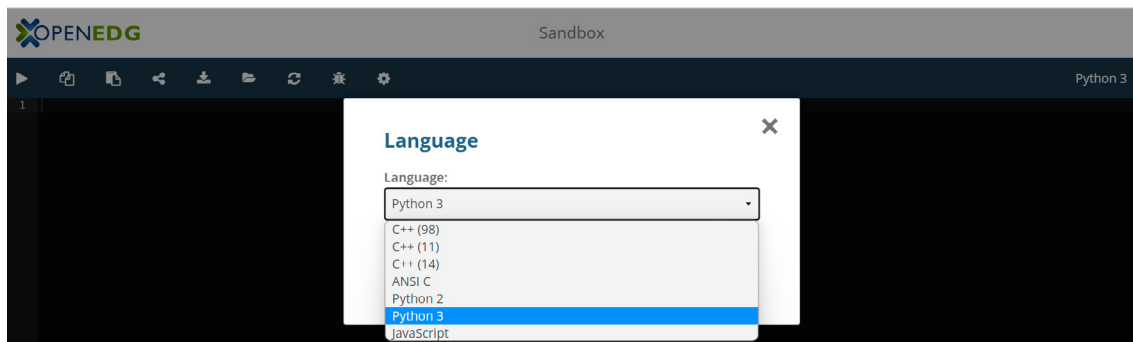 OPENEDG
Sandbox
Python 3
1
Language
Language:
Python 3
C++ (98)
C++ (11)
C++ (14)
ANSI C
Python 2
Python 3
JavaScript